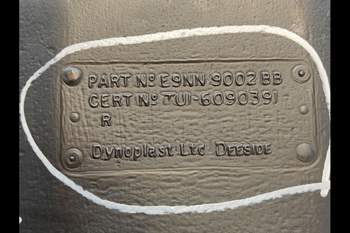 PART No E9NN 9002 BB
CERT No TUI-6090391
R
Dynoplast Ltd DEESIDE